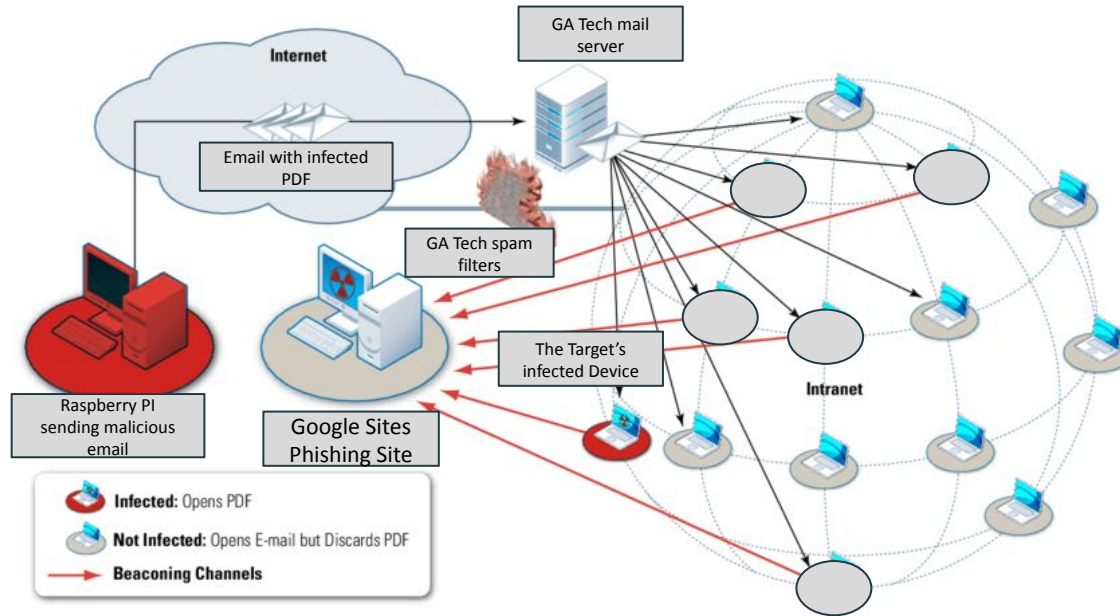 GA Tech mail
server
Internet
Email with infected
PDF
GA Tech spam
filters
The Target's
infected Device
Intranet
Raspberry PI
sending malicious
email
Google Sites
Phishing Site
Infected: Opens PDF
Not Infected: Opens E-mail but Discards PDF
Beaconing Channels